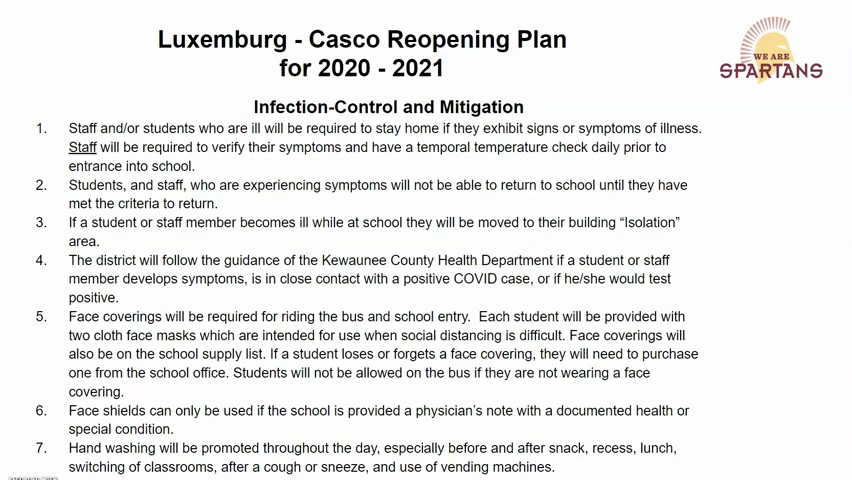 Luxemburg - Casco Reopening Plan
for 2020 - 2021
WE ARE
SPARTANS
Infection-Control and Mitigation
1. Staff and/or students who are ill will be required to stay home if they exhibit signs or symptoms of illness.
Staff will be required to verify their symptoms and have a temporal temperature check daily prior to
entrance into school.
2. Students, and staff, who are experiencing symptoms will not be able to return to school until they have
met the criteria to return.
3. If a student or staff member becomes ill while at school they will be moved to their building “Isolation”
area.
4. The district will follow the guidance of the Kewaunee County Health Department if a student or staff
member develops symptoms, is in close contact with a positive COVID case, or if he/she would test
positive.
5. Face coverings will be required for riding the bus and school entry. Each student will be provided with
two cloth face masks which are intended for use when social distancing is difficult. Face coverings will
also be on the school supply list. If a student loses or forgets a face covering, they will need to purchase
one from the school office. Students will not be allowed on the bus if they are not wearing a face
covering.
6. Face shields can only be used if the school is provided a physician’s note with a documented health or
special condition.
7. Hand washing will be promoted throughout the day, especially before and after snack, recess, lunch,
switching of classrooms, after a cough or sneeze, and use of vending machines.